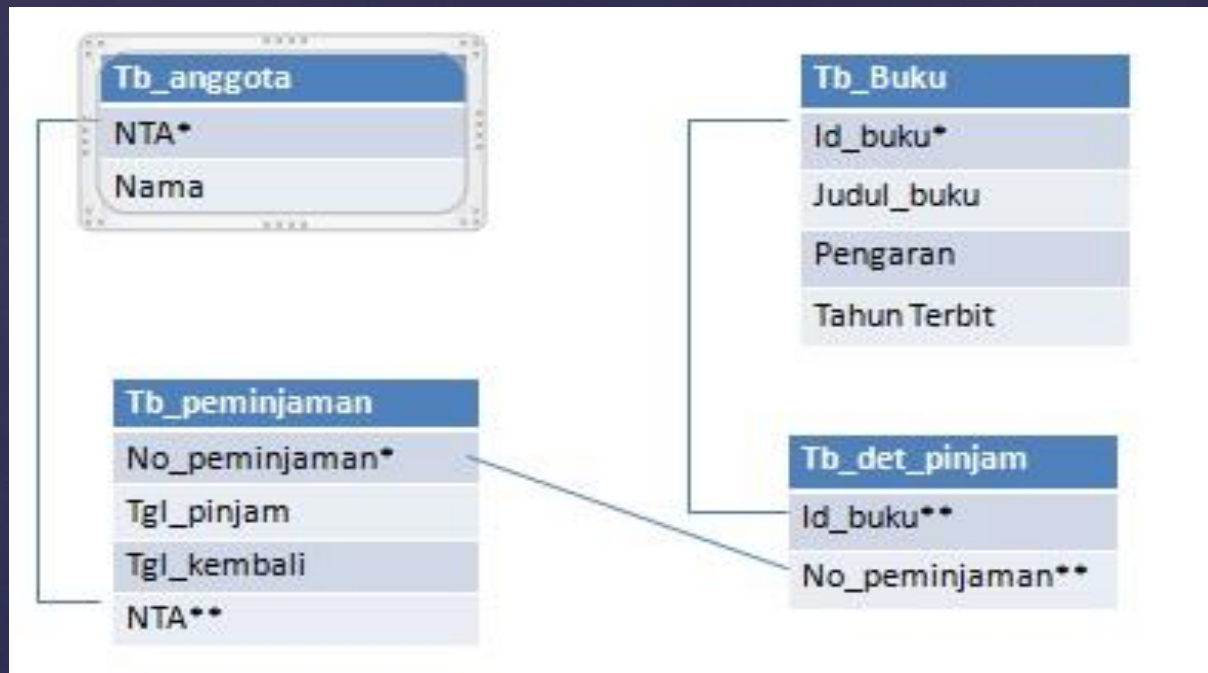 Tb_anggota
NTA*
Nama
Tb_Buku
Id_buku*
Judul_buku
Pengaran
Tahun Terbit
Tb_peminjaman
No_peminjaman*
Tgl_pinjam
Tgl_kembali
NTA**
Tb_det_pinjam
Id_buku**
No_peminjaman**